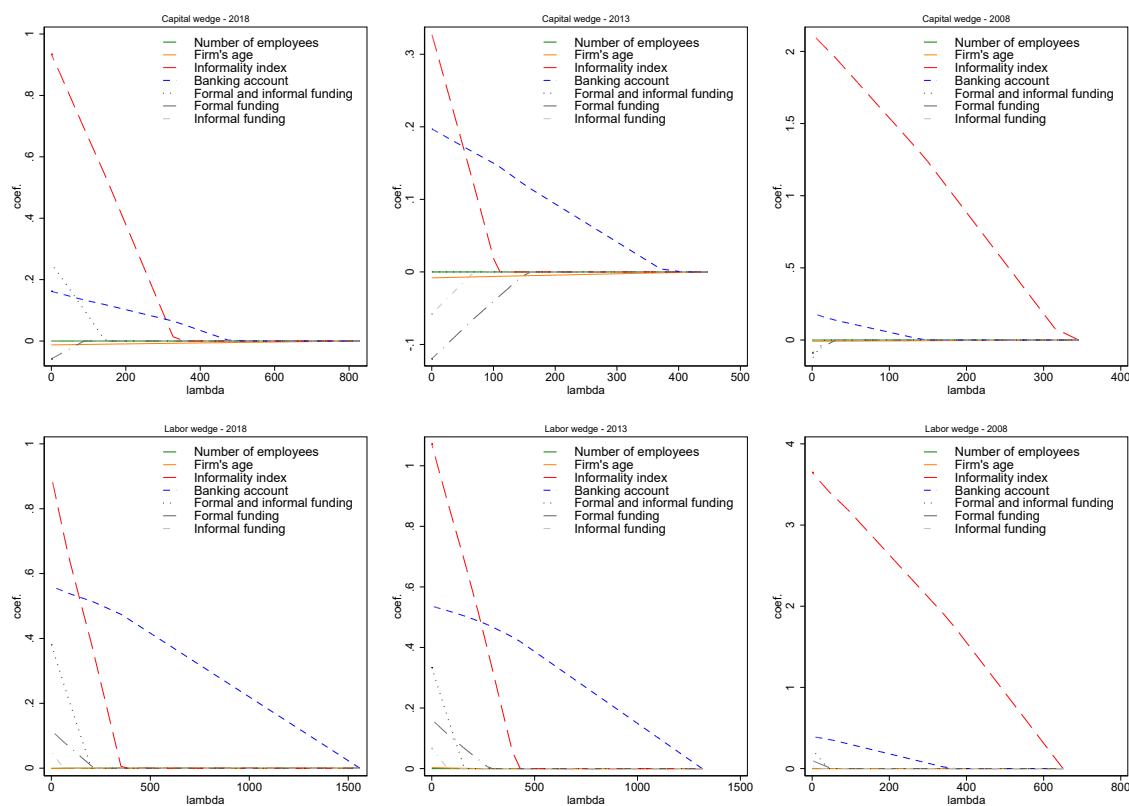 Capital wedge - 2018
Number of employees
Firm's age
Informality index
Banking account
Formal and informal funding
Formal funding
Informal funding
coef.
1
.8
.6
.4
.2
0
0 200 400 600 800
lambda
Capital wedge - 2013
Number of employees
Firm's age
Informality index
Banking account
Formal and informal funding
Formal funding
Informal funding
coef.
.3
.2
.1
0
-.1
0 100 200 300 400 500
lambda
Capital wedge - 2008
Number of employees
Firm's age
Informality index
Banking account
Formal and informal funding
Formal funding
Informal funding
coef.
2
1.5
1
.5
0
0 100 200 300 400
lambda
Labor wedge - 2018
Number of employees
Firm's age
Informality index
Banking account
Formal and informal funding
Formal funding
Informal funding
coef.
1
.8
.6
.4
.2
0
0 500 1000 1500
lambda
Labor wedge - 2013
Number of employees
Firm's age
Informality index
Banking account
Formal and informal funding
Formal funding
Informal funding
coef.
1
.8
.6
.4
.2
0
0 500 1000 1500
lambda
Labor wedge - 2008
Number of employees
Firm's age
Informality index
Banking account
Formal and informal funding
Formal funding
Informal funding
coef.
4
3
2
1
0
0 200 400 600 800
lambda